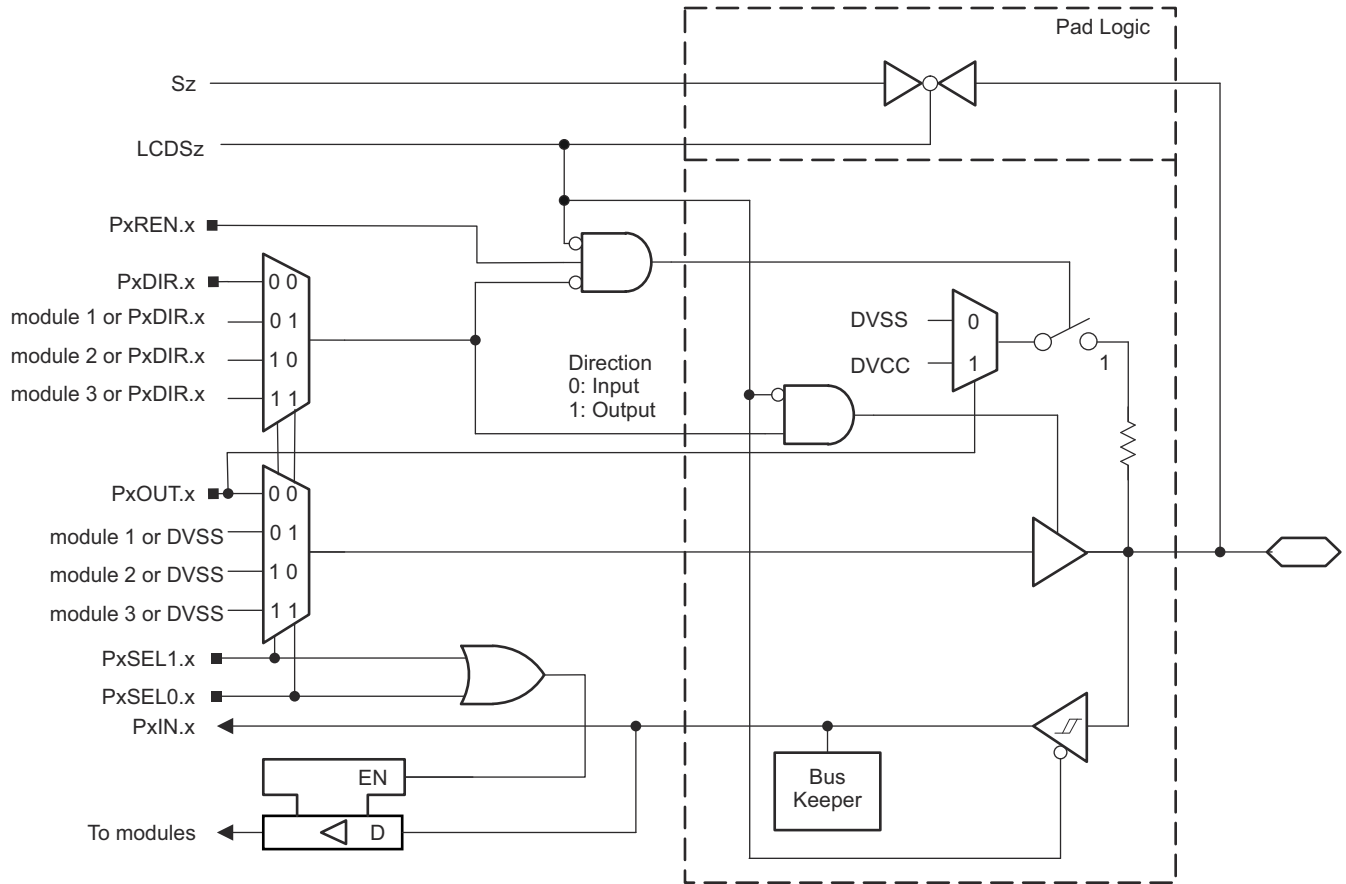 Pad Logic
Sz
LCDSz
PxREN.x
PxDIR.x
0 0
module 1 or PxDIR.x
0 1
module 2 or PxDIR.x
1 0
module 3 or PxDIR.x
1 1
Direction
0: Input
1: Output
DVSS
0
DVCC
1
1
PxOUT.x
0 0
module 1 or DVSS
0 1
module 2 or DVSS
1 0
module 3 or DVSS
1 1
PxSEL1.x
PxSEL0.x
PxIN.x
EN
Bus
Keeper
To modules
D